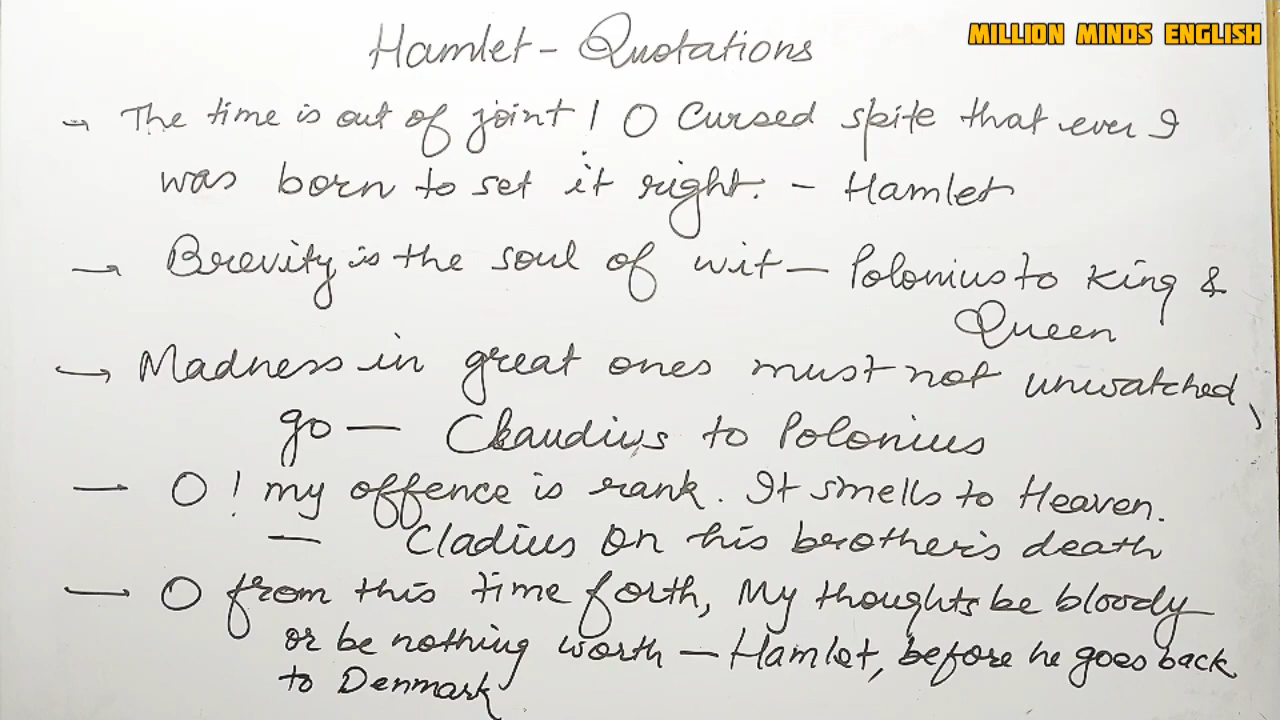 MILLION MINDS ENGLISH
Hamlet - Quotations
→ The time is out of joint! O Cursed spite that ever I
was born to set it right. - Hamlet
→ Brevity is the soul of wit — Polonius to King &
Queen
→ Madness in great ones must not unwatched,
go — Claudius to Polonius
— O! my offence is rank. It smells to Heaven.
— Cladius on his brother's death
— O from this time forth, My thoughts be bloody
or be nothing worth — Hamlet, before he goes back
to Denmark